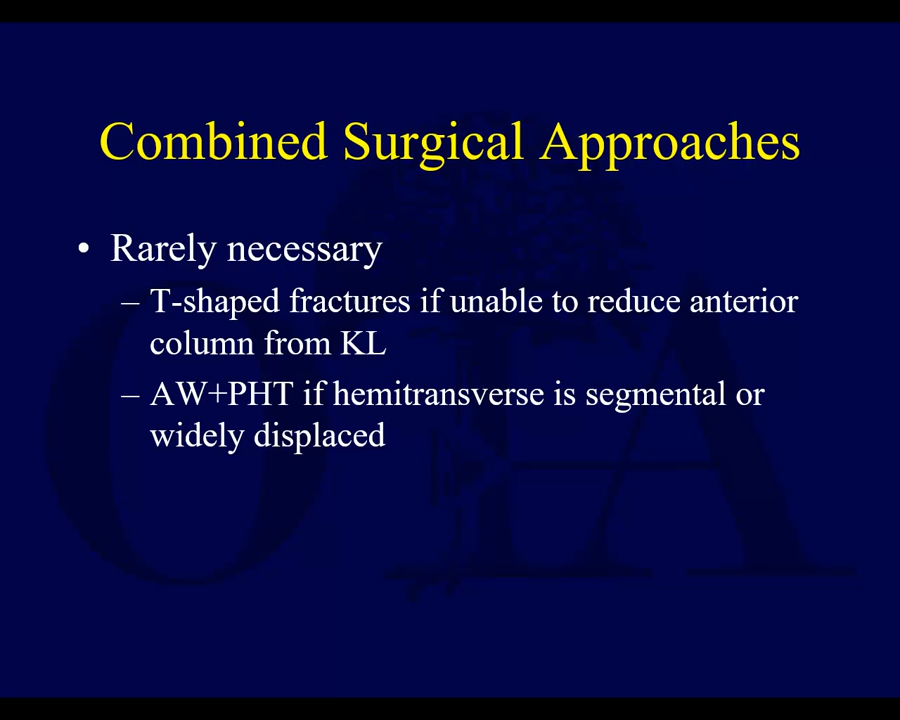 Combined Surgical Approaches
• Rarely necessary
– T-shaped fractures if unable to reduce anterior
column from KL
– AW+PHT if hemitransverse is segmental or
widely displaced
OTA